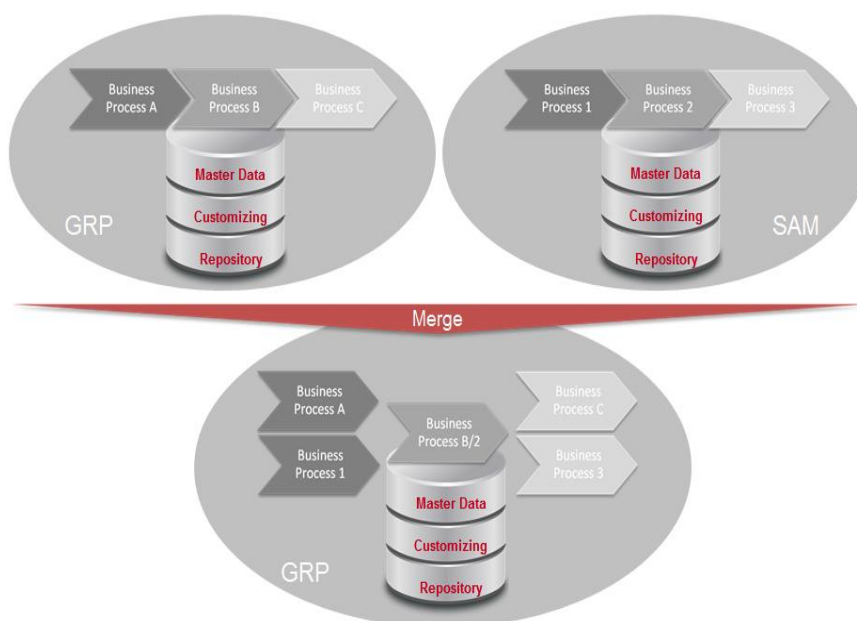 Business
Process A
Business
Process B
Business
Process C
Master Data
Customizing
Repository
GRP
Business
Process 1
Business
Process 2
Business
Process 3
Master Data
Customizing
Repository
SAM
Merge
Business
Process A
Business
Process 1
Business
Process B/2
Business
Process C
Business
Process 3
Master Data
Customizing
Repository
GRP